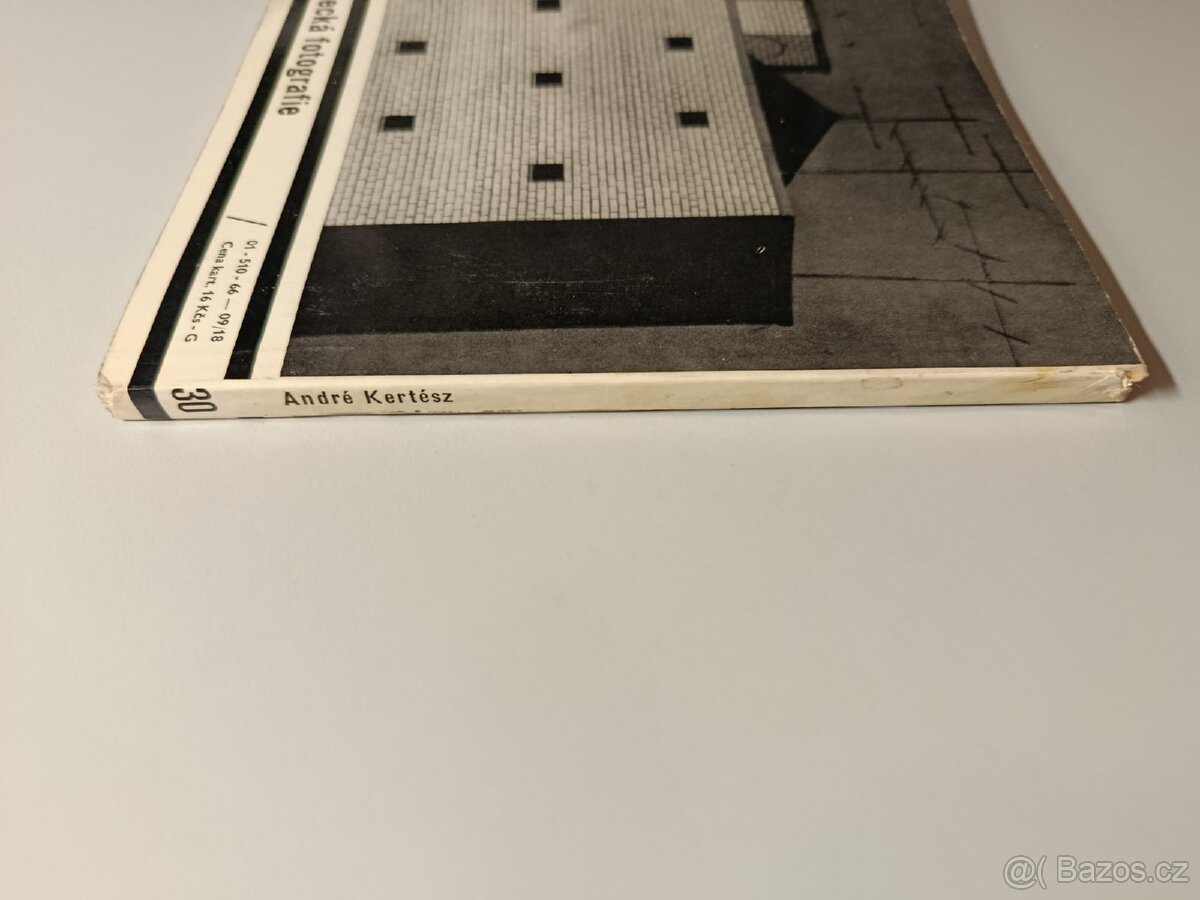 ecká fotografie
/
01 - 510 - 66 — 09/18
Cena kart. 16 Kčs - G
30
André Kertész
@( Bazos.cz